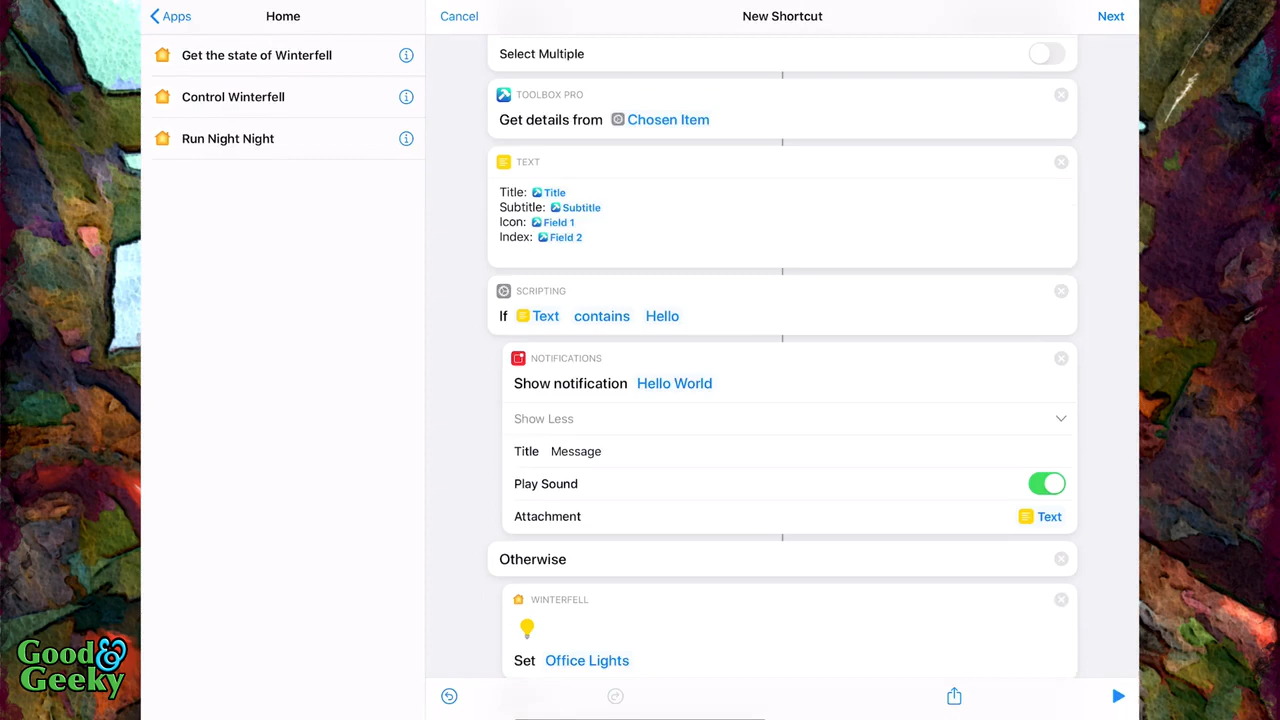 Apps
Home
Get the state of Winterfell
Control Winterfell
Run Night Night
Cancel
New Shortcut
Next
Select Multiple
TOOLBOX PRO
Get details from Chosen Item
TEXT
Title: Title
Subtitle: Subtitle
Icon: Field 1
Index: Field 2
SCRIPTING
If Text contains Hello
NOTIFICATIONS
Show notification Hello World
Show Less
Title Message
Play Sound
Attachment Text
Otherwise
WINTERFELL
Set Office Lights
Good &
Geeky